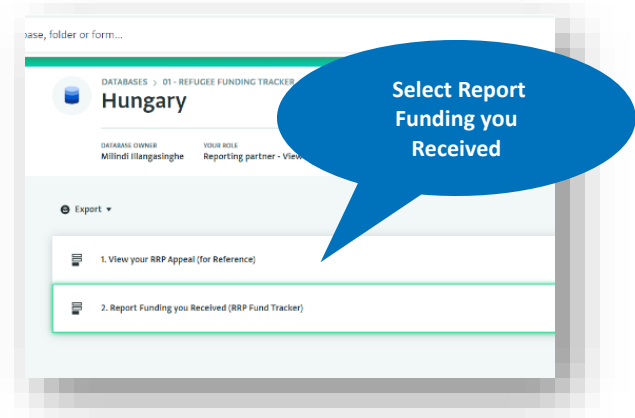 base, folder or form...
DATABASES > 01 - REFUGEE FUNDING TRACKER
Hungary
DATABASE OWNER YOUR ROLE
Milindi Illangasinghe Reporting partner - View
Export
1. View your RRP Appeal (for Reference)
2. Report Funding you Received (RRP Fund Tracker)
Select Report
Funding you
Received